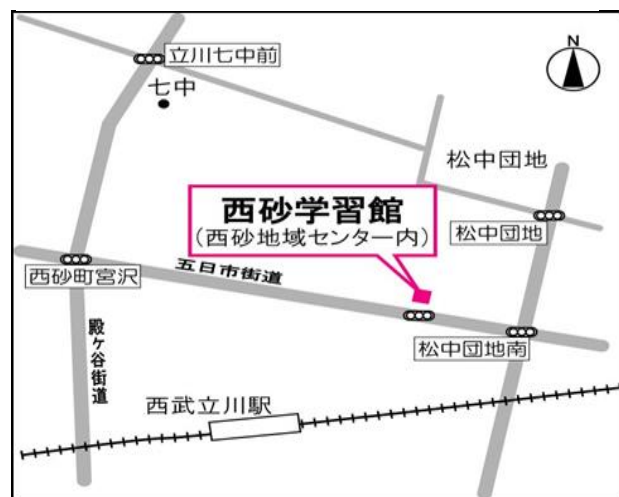 N
立川七中前
七中
松中団地
西砂学習館
(西砂地域センター内)
松中団地
五日市街道
西砂町宮沢
松中団地南
殿ヶ谷街道
西武立川駅